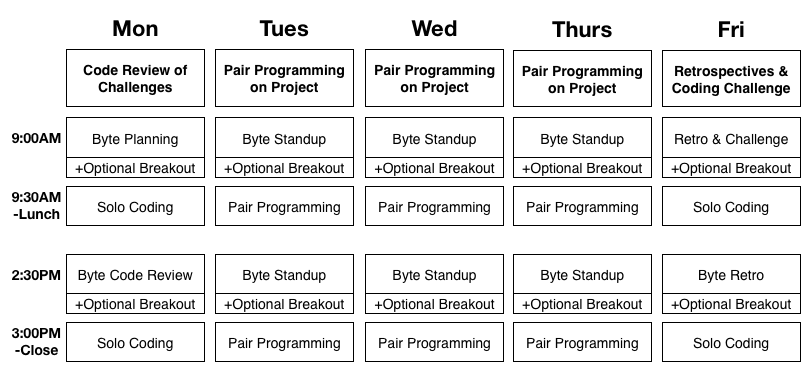 Mon Tues Wed Thurs Fri
Code Review of Challenges
Pair Programming on Project
Pair Programming on Project
Pair Programming on Project
Retrospectives & Coding Challenge
9:00AM
Byte Planning
Byte Standup
Byte Standup
Byte Standup
Retro & Challenge
+Optional Breakout
+Optional Breakout
+Optional Breakout
+Optional Breakout
+Optional Breakout
9:30AM
-Lunch
Solo Coding
Pair Programming
Pair Programming
Pair Programming
Solo Coding
2:30PM
Byte Code Review
Byte Standup
Byte Standup
Byte Standup
Byte Retro
+Optional Breakout
+Optional Breakout
+Optional Breakout
+Optional Breakout
+Optional Breakout
3:00PM
-Close
Solo Coding
Pair Programming
Pair Programming
Pair Programming
Solo Coding